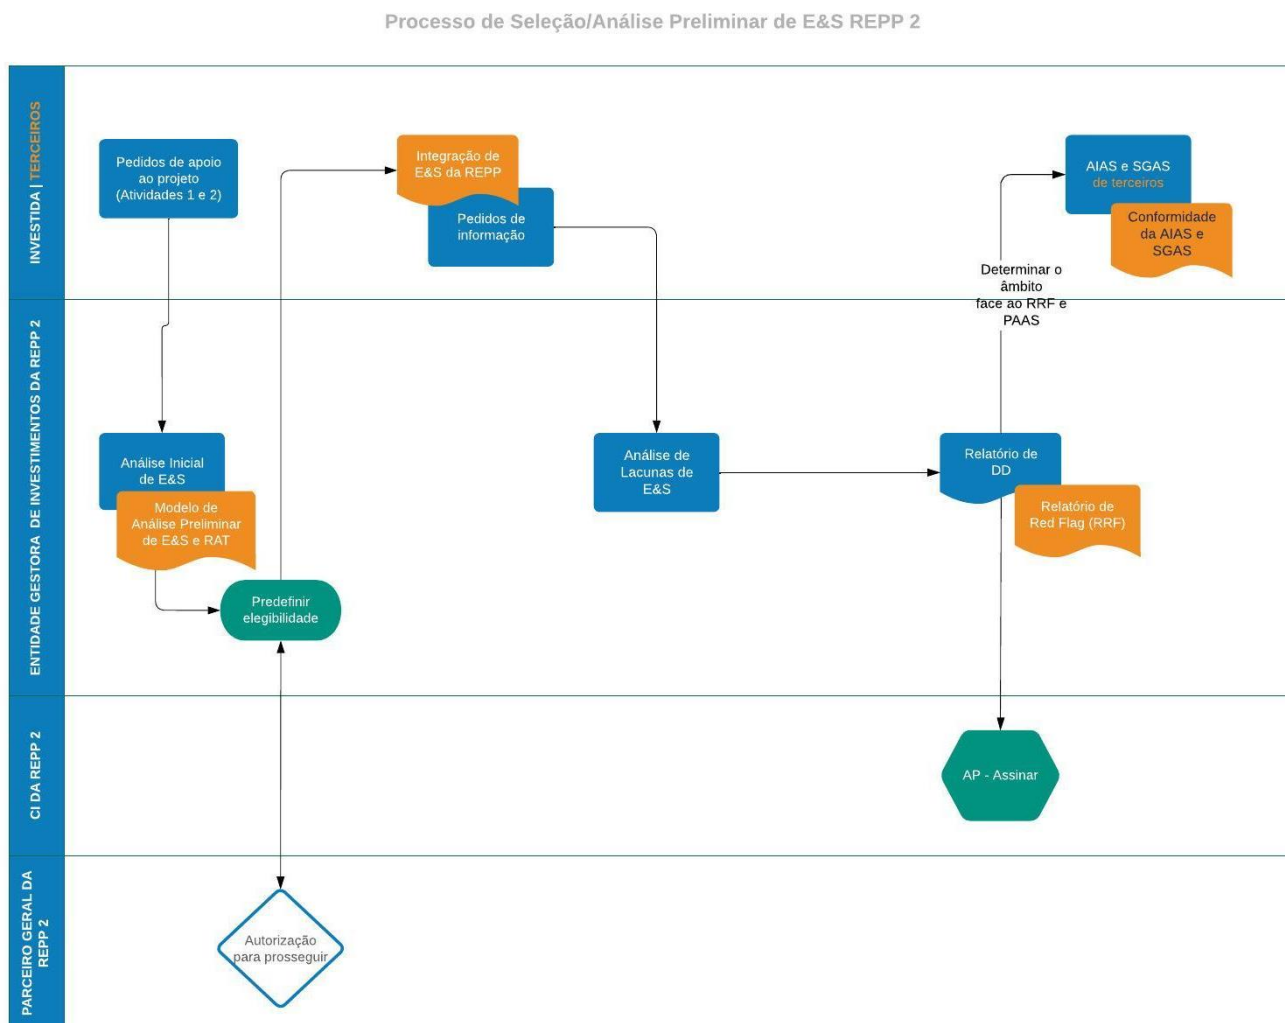 Processo de Seleção/Análise Preliminar de E&S REPP 2
INVESTIDA | TERCEIROS
Pedidos de apoio
ao projeto
(Atividades 1 e 2)
Integração de
E&S da REPP
Pedidos de
informação
AIAS e SGAS
de terceiros
Conformidade
da AIAS e
SGAS
Determinar o
âmbito
face ao RRF e
PAAS
ENTIDADE GESTORA DE INVESTIMENTOS DA REPP 2
Análise Inicial
de E&S
Modelo de
Análise Preliminar
de E&S e RAT
Predefinir
elegibilidade
Análise de
Lacunas de
E&S
Relatório de
DD
Relatório de
Red Flag (RRF)
CI DA REPP 2
AP - Assinar
PARCEIRO GERAL DA
REPP 2
Autorização
para prosseguir